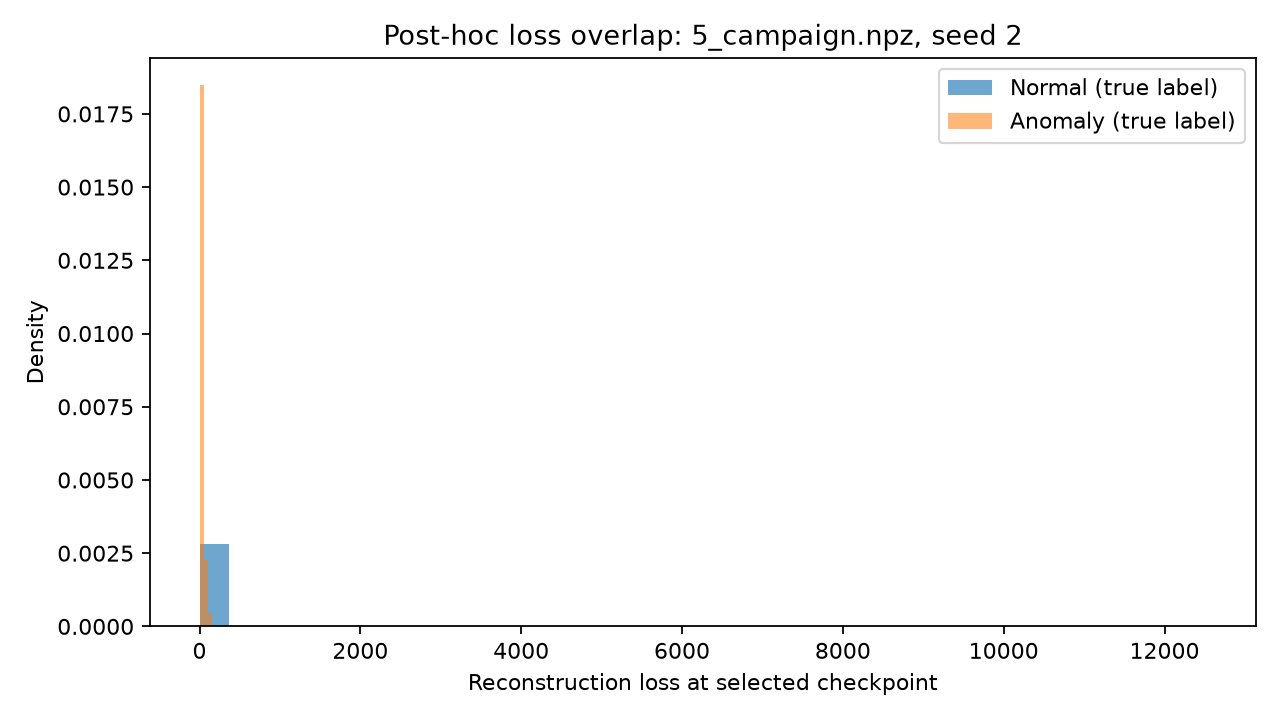 Post-hoc loss overlap: 5_campaign.npz, seed 2
Normal (true label)
Anomaly (true label)
Density
0.0175
0.0150
0.0125
0.0100
0.0075
0.0050
0.0025
0.0000
0 2000 4000 6000 8000 10000 12000
Reconstruction loss at selected checkpoint